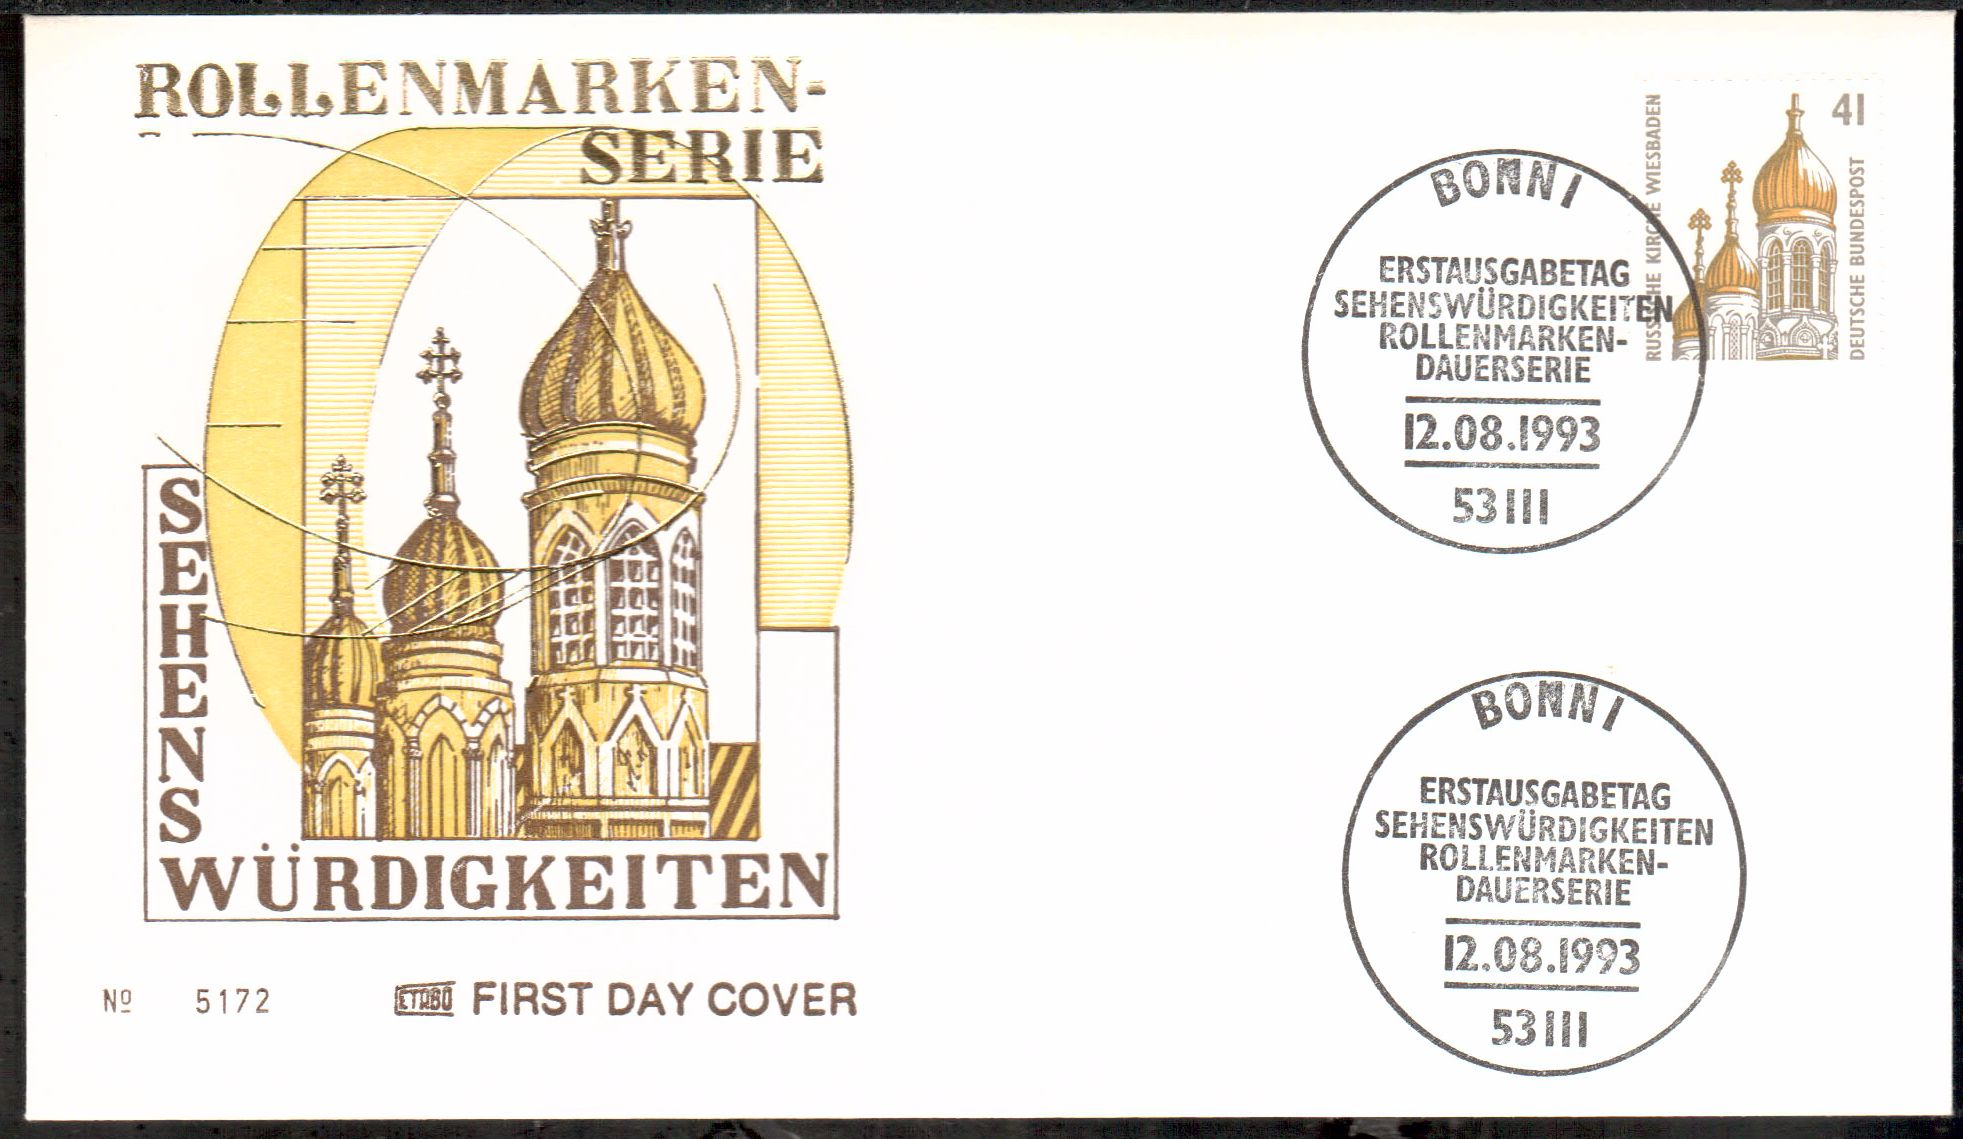 ROLLENMARKEN-
SERIE
SEHENS
WÜRDIGKEITEN
Nº 5172
ETABÖ FIRST DAY COVER
41
RUSSISCHE KIRCHE WIESBADEN
DEUTSCHE BUNDESPOST
BONN 1
ERSTAUSGABETAG
SEHENSWÜRDIGKEITEN
ROLLENMARKEN-
DAUERSERIE
12.08.1993
53111
BONN 1
ERSTAUSGABETAG
SEHENSWÜRDIGKEITEN
ROLLENMARKEN-
DAUERSERIE
12.08.1993
53111